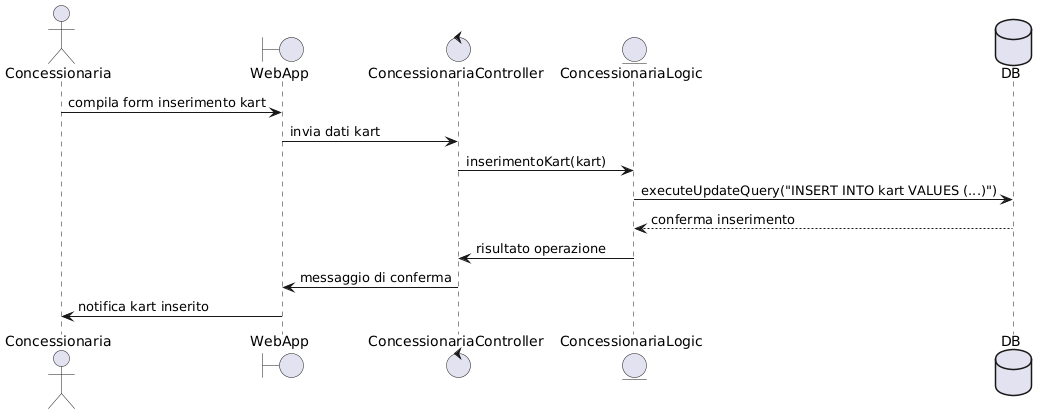 Concessionaria
WebApp
ConcessionariaController
ConcessionariaLogic
DB
compila form inserimento kart
invia dati kart
inserimentoKart(kart)
executeUpdateQuery("INSERT INTO kart VALUES (...)")
conferma inserimento
risultato operazione
messaggio di conferma
notifica kart inserito
Concessionaria
WebApp
ConcessionariaController
ConcessionariaLogic
DB